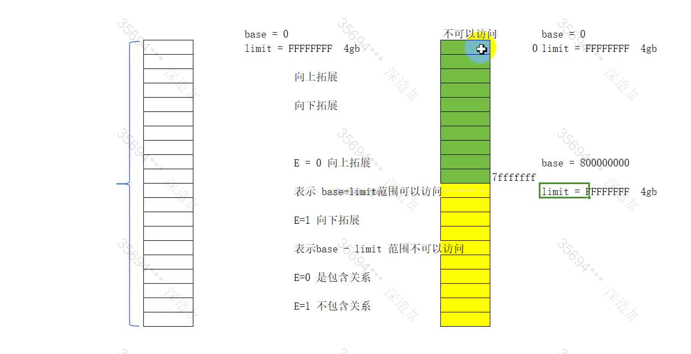 base = 0
limit = FFFFFFFF  4gb
不可以访问
base = 0
0 limit = FFFFFFFF  4gb
向上拓展
向下拓展
E = 0 向上拓展
base = 800000000
7fffffff
表示 base=limit范围可以访问
limit = FFFFFFFF  4gb
E=1 向下拓展
表示base - limit 范围不可以访问
E=0 是包含关系
E=1 不包含关系